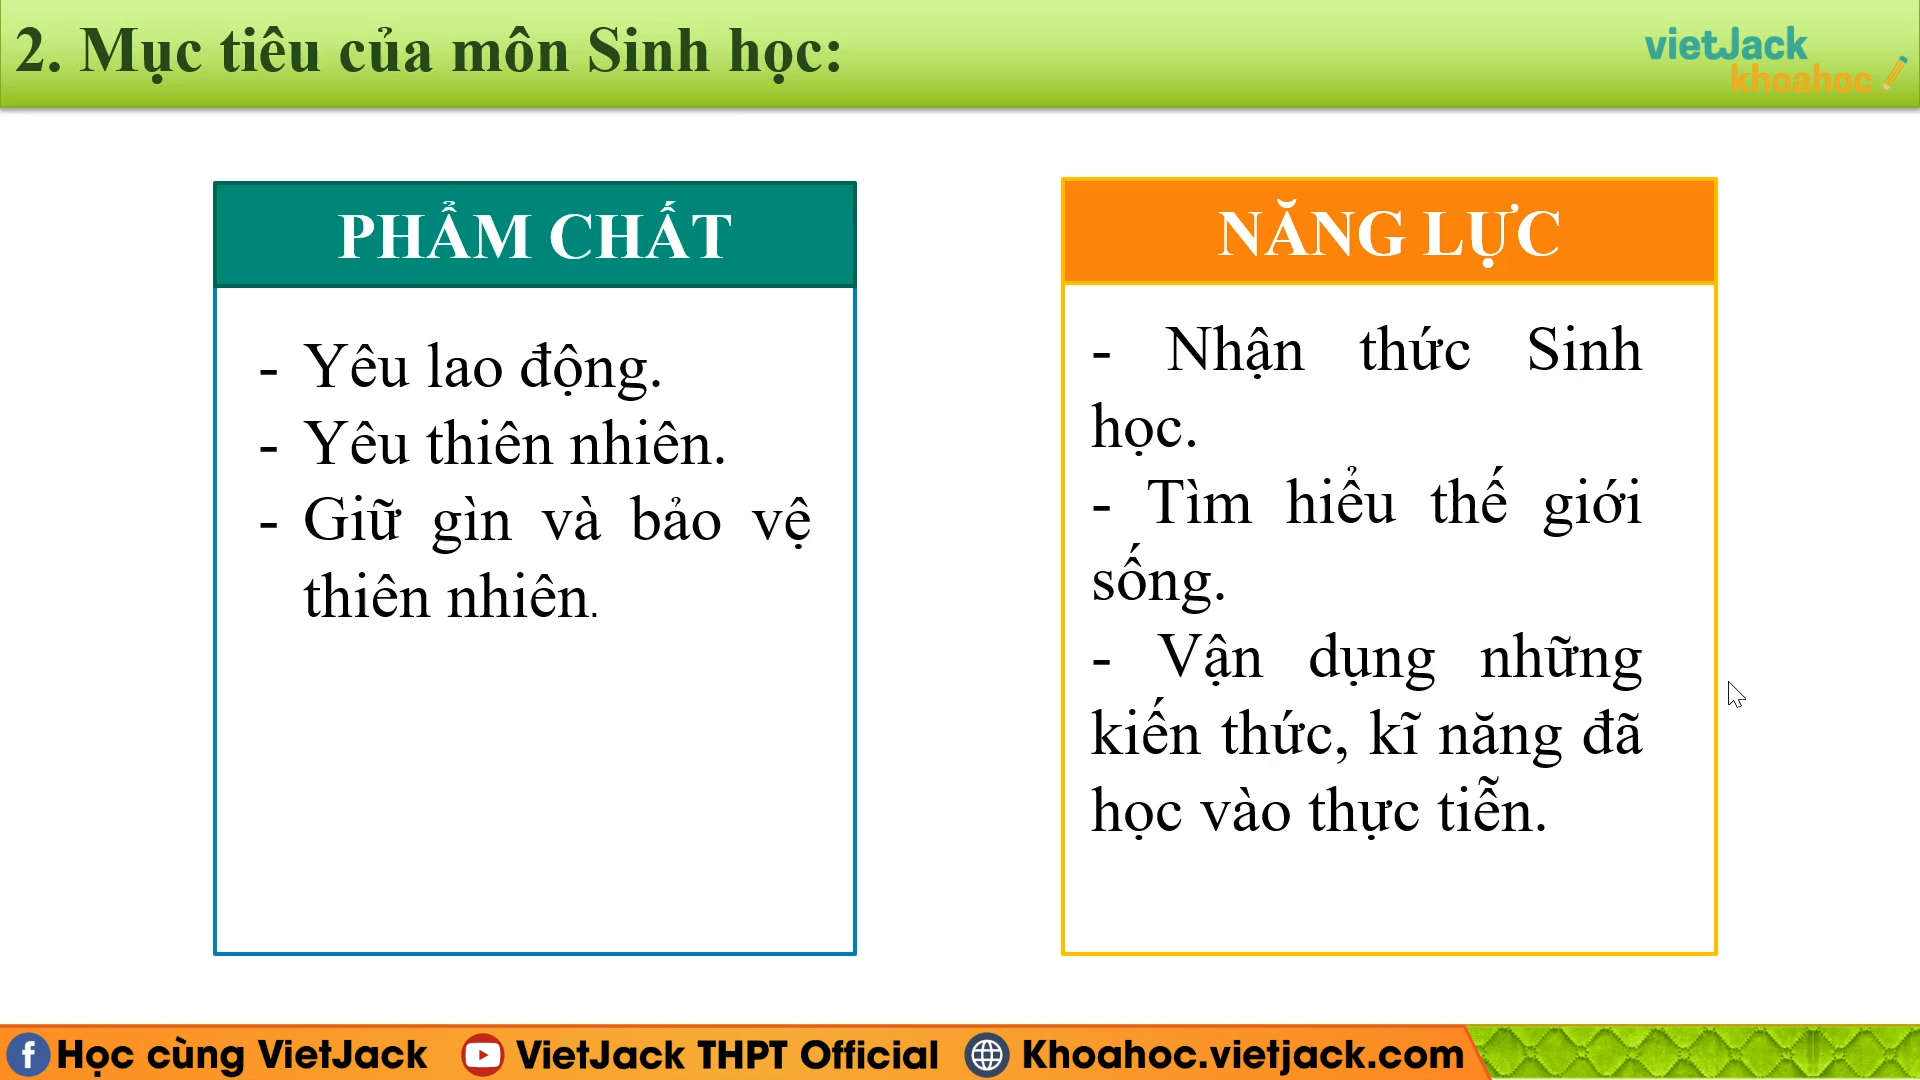 2. Mục tiêu của môn Sinh học:
vietJack
khoahoc
PHẨM CHẤT
- Yêu lao động.
- Yêu thiên nhiên.
- Giữ gìn và bảo vệ
thiên nhiên.
NĂNG LỰC
- Nhận thức Sinh
học.
- Tìm hiểu thế giới
sống.
- Vận dụng những
kiến thức, kĩ năng đã
học vào thực tiễn.
Học cùng VietJack
VietJack THPT Official
Khoahoc.vietjack.com